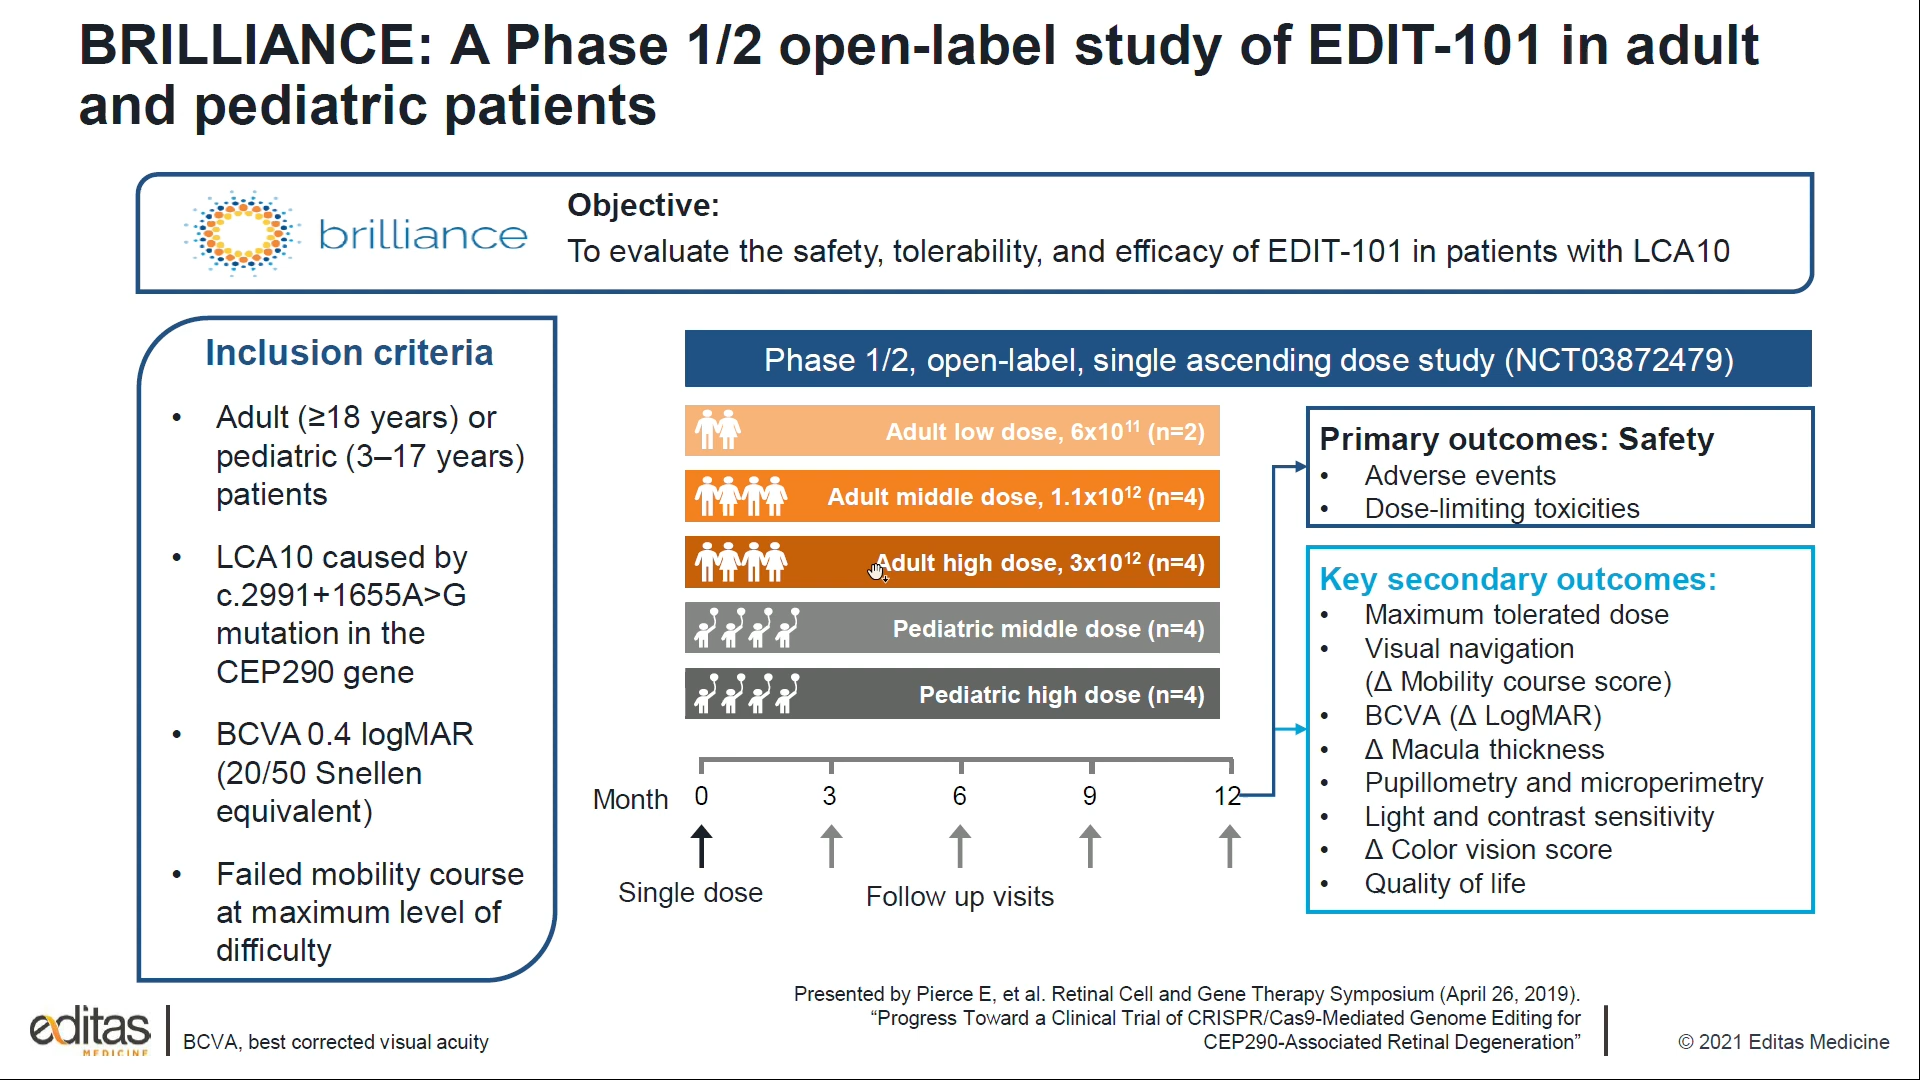 BRILLIANCE: A Phase 1/2 open-label study of EDIT-101 in adult
and pediatric patients
brilliance
Objective:
To evaluate the safety, tolerability, and efficacy of EDIT-101 in patients with LCA10
Inclusion criteria
• Adult (≥18 years) or
pediatric (3–17 years)
patients
• LCA10 caused by
c.2991+1655A>G
mutation in the
CEP290 gene
• BCVA 0.4 logMAR
(20/50 Snellen
equivalent)
• Failed mobility course
at maximum level of
difficulty
Phase 1/2, open-label, single ascending dose study (NCT03872479)
Adult low dose, 6x10¹¹ (n=2)
Adult middle dose, 1.1x10¹² (n=4)
Adult high dose, 3x10¹² (n=4)
Pediatric middle dose (n=4)
Pediatric high dose (n=4)
Month 0 3 6 9 12
Single dose
Follow up visits
Primary outcomes: Safety
• Adverse events
• Dose-limiting toxicities
Key secondary outcomes:
• Maximum tolerated dose
• Visual navigation
(Δ Mobility course score)
• BCVA (Δ LogMAR)
• Δ Macula thickness
• Pupillometry and microperimetry
• Light and contrast sensitivity
• Δ Color vision score
• Quality of life
editas
MEDICINE
BCVA, best corrected visual acuity
Presented by Pierce E, et al. Retinal Cell and Gene Therapy Symposium (April 26, 2019).
“Progress Toward a Clinical Trial of CRISPR/Cas9-Mediated Genome Editing for
CEP290-Associated Retinal Degeneration”
© 2021 Editas Medicine